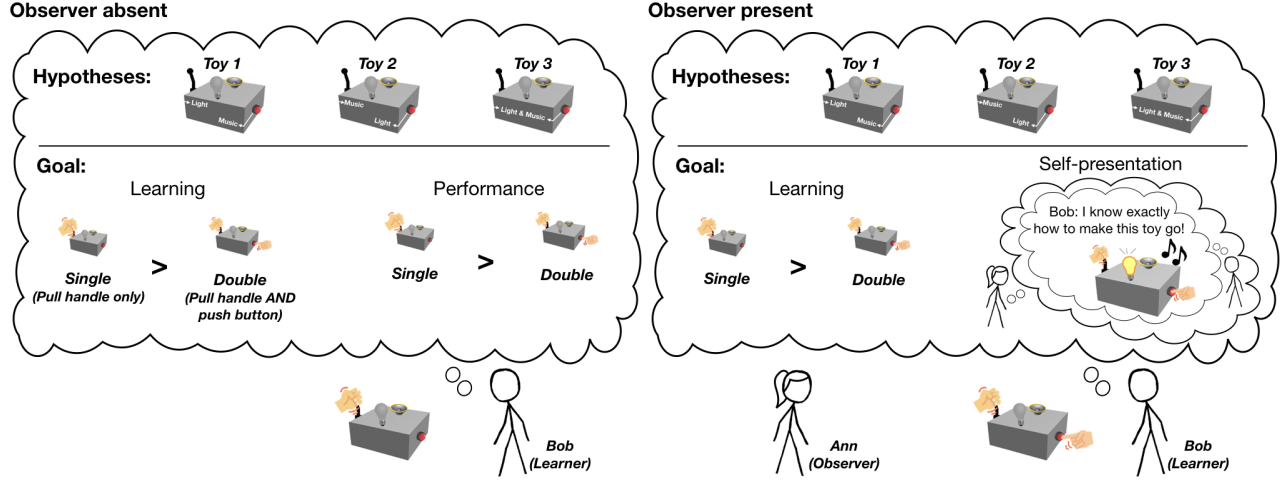 Observer absent
Hypotheses:
Toy 1
Light
Music
Toy 2
Music
Light
Toy 3
Light & Music
Goal:
Learning
Performance
Single
(Pull handle only)
>
Double
(Pull handle AND
push button)
Single
>
Double
Bob
(Learner)
Observer present
Hypotheses:
Toy 1
Light
Music
Toy 2
Music
Light
Toy 3
Light & Music
Goal:
Learning
Self-presentation
Single
>
Double
Bob: I know exactly
how to make this toy go!
Ann
(Observer)
Bob
(Learner)